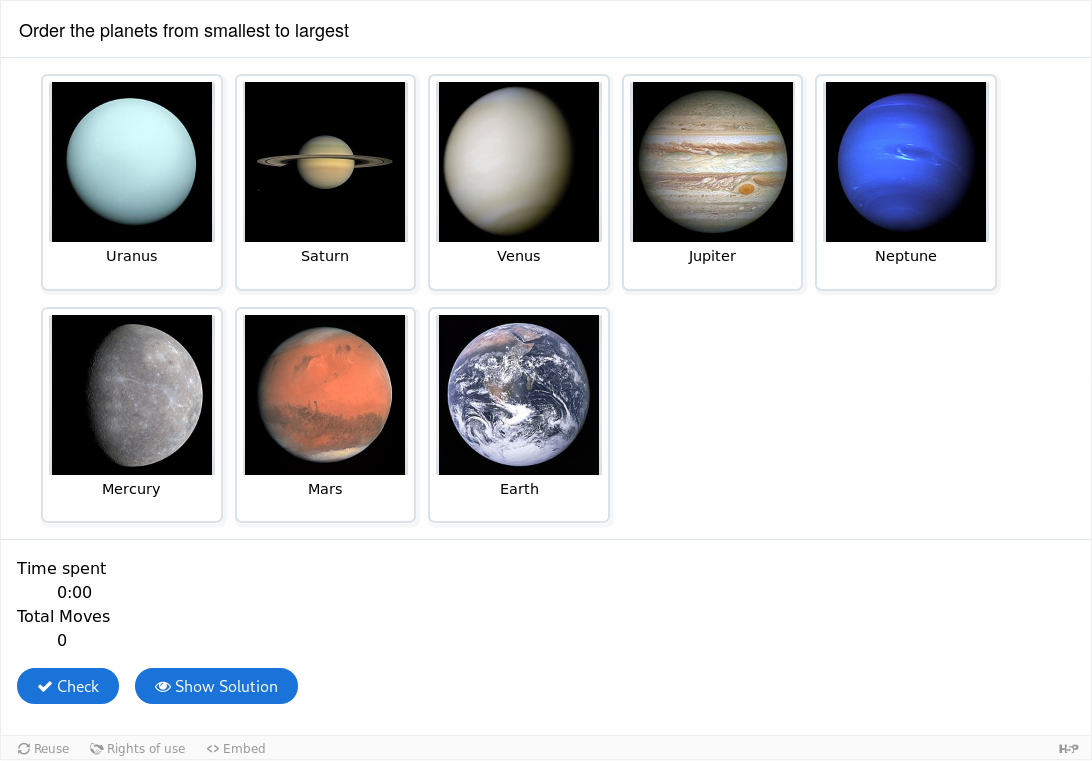 Order the planets from smallest to largest
Uranus
Saturn
Venus
Jupiter
Neptune
Mercury
Mars
Earth
Time spent
0:00
Total Moves
0
Check
Show Solution
Reuse
Rights of use
Embed
H5P